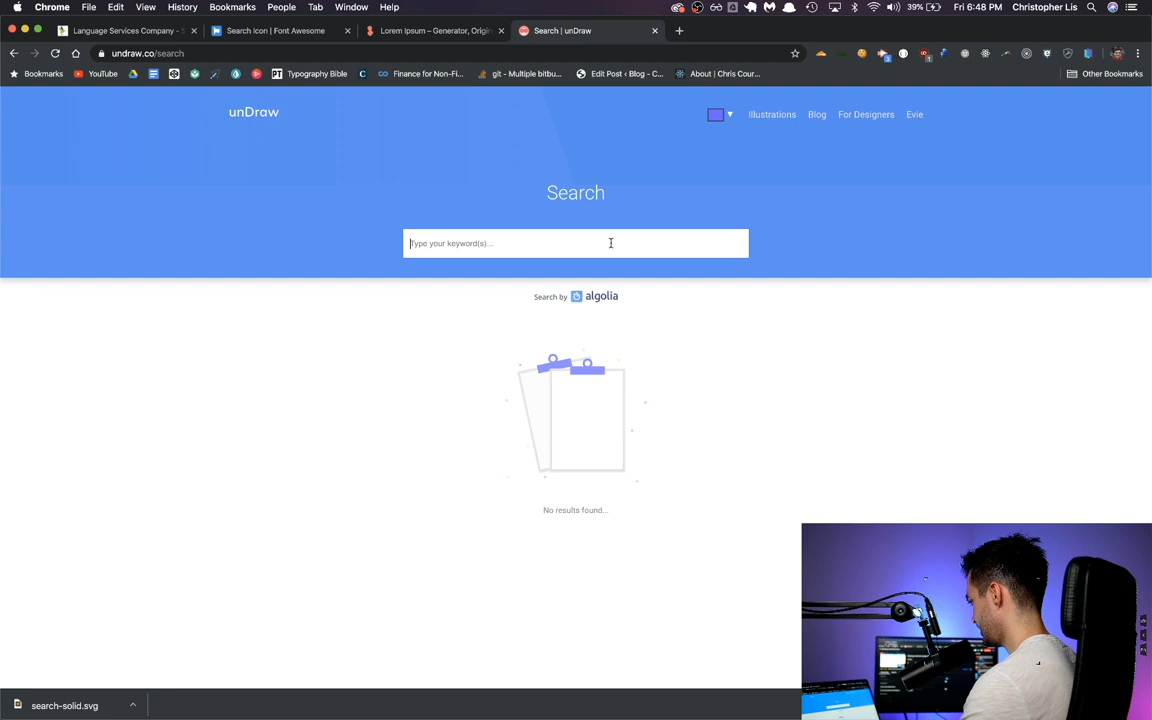 Chrome File Edit View History Bookmarks People Tab Window Help 39% Fri 6:48 PM Christopher Lis
Language Services Company - S Search Icon | Font Awesome Lorem Ipsum – Generator, Origin Search | unDraw
undraw.co/search
Bookmarks YouTube PT Typography Bible C Finance for Non-Fi... git - Multiple bitbu... Edit Post ‹ Blog - C... About | Chris Cour... Other Bookmarks
unDraw Illustrations Blog For Designers Evie
Search
Type your keyword(s)...
Search by algolia
No results found...
search-solid.svg